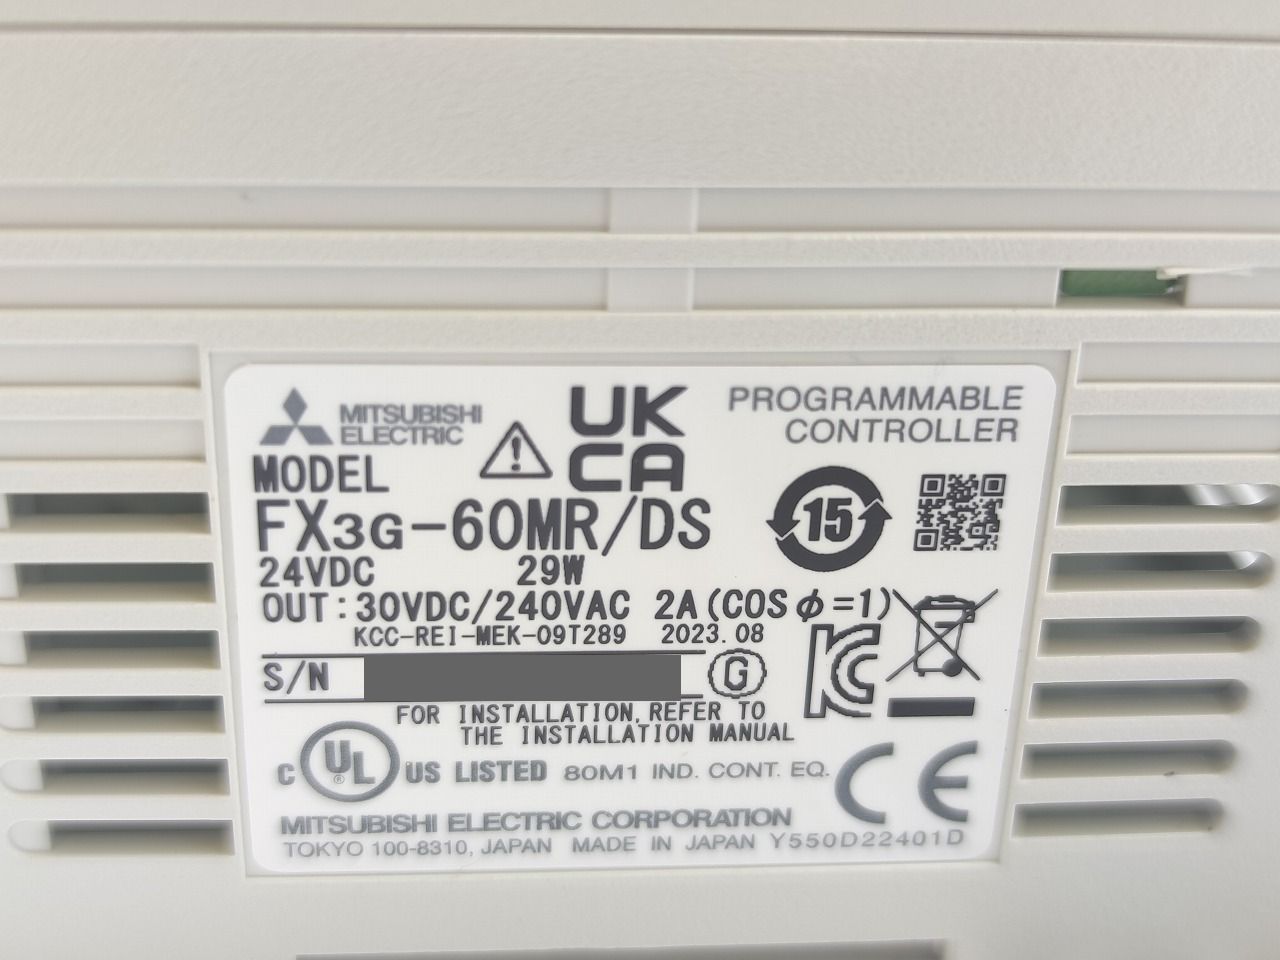 MITSUBISHI
ELECTRIC
UK
CA
PROGRAMMABLE
CONTROLLER
MODEL
FX3G-60MR/DS
15
24VDC 29W
OUT:30VDC/240VAC 2A(COSφ=1)
KCC-REI-MEK-09T289 2023.08
S/N
G
FOR INSTALLATION,REFER TO
THE INSTALLATION MANUAL
C UL ® US LISTED 80M1 IND. CONT. EQ.
CE
MITSUBISHI ELECTRIC CORPORATION
TOKYO 100-8310, JAPAN MADE IN JAPAN Y550D22401D